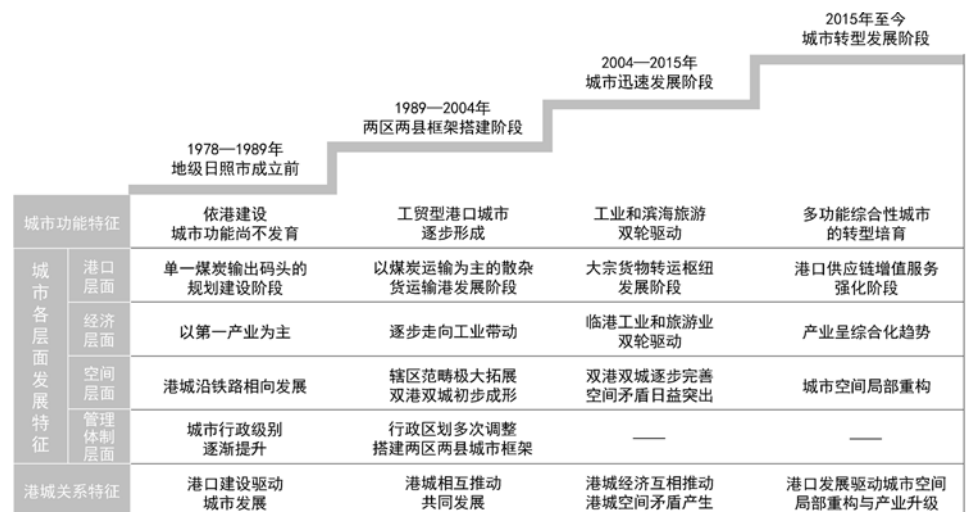 2015年至今
城市转型发展阶段
2004—2015年
城市迅速发展阶段
1989—2004年
两区两县框架搭建阶段
1978—1989年
地级日照市成立前
城市功能特征
依港建设
城市功能尚不发育
工贸型港口城市
逐步形成
工业和滨海旅游
双轮驱动
多功能综合性城市
的转型培育
城市各层面发展特征
港口
层面
单一煤炭输出码头的
规划建设阶段
以煤炭运输为主的散杂
货运输港发展阶段
大宗货物转运枢纽
发展阶段
港口供应链增值服务
强化阶段
经济
层面
以第一产业为主
逐步走向工业带动
临港工业和旅游业
双轮驱动
产业呈综合化趋势
空间
层面
港城沿铁路相向发展
辖区范畴极大拓展
双港双城初步成形
双港双城逐步完善
空间矛盾日益突出
城市空间局部重构
管理
体制
层面
城市行政级别
逐渐提升
行政区划多次调整
搭建两区两县城市框架
——
——
港城关系特征
港口建设驱动
城市发展
港城相互推动
共同发展
港城经济互相推动
港城空间矛盾产生
港口发展驱动城市空间
局部重构与产业升级